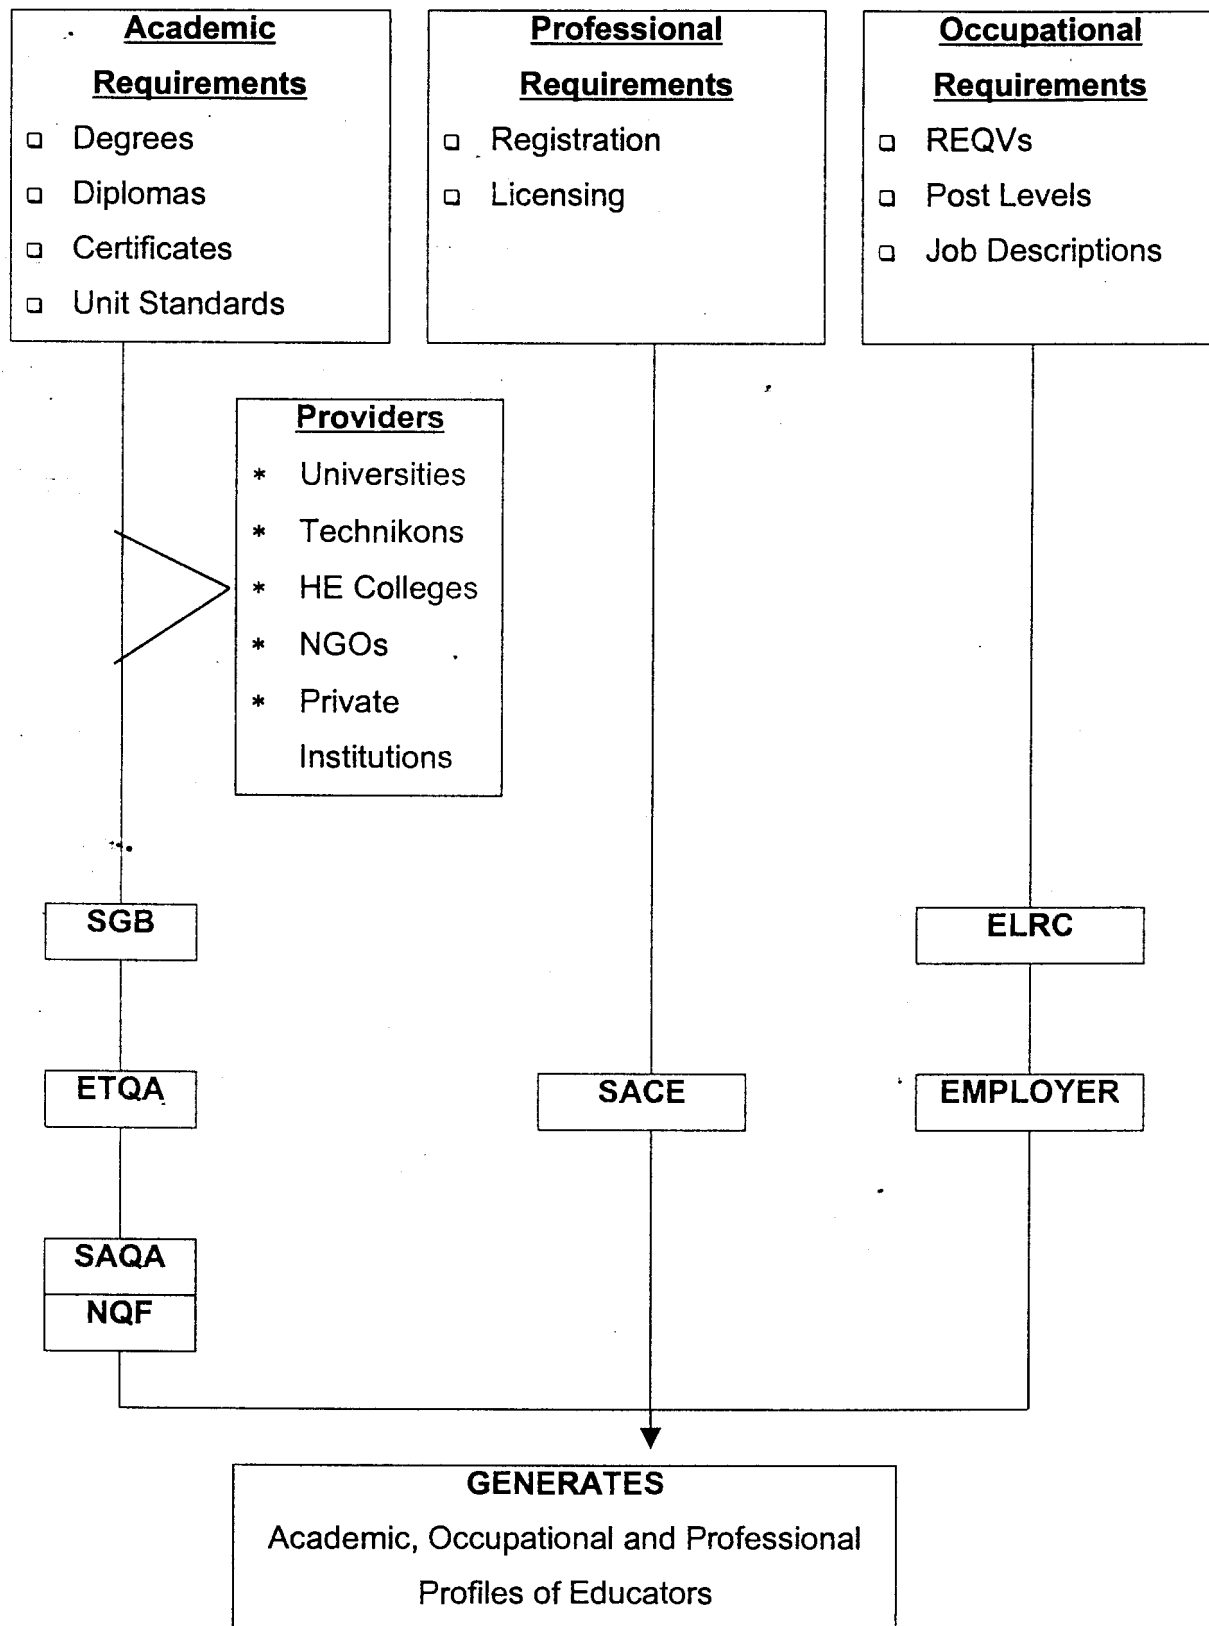 Academic
Requirements
❑ Degrees
❑ Diplomas
❑ Certificates
❑ Unit Standards
Professional
Requirements
❑ Registration
❑ Licensing
Occupational
Requirements
❑ REQVs
❑ Post Levels
❑ Job Descriptions
Providers
* Universities
* Technikons
* HE Colleges
* NGOs
* Private
Institutions
SGB
ELRC
ETQA
SACE
EMPLOYER
SAQA
NQF
GENERATES
Academic, Occupational and Professional
Profiles of Educators